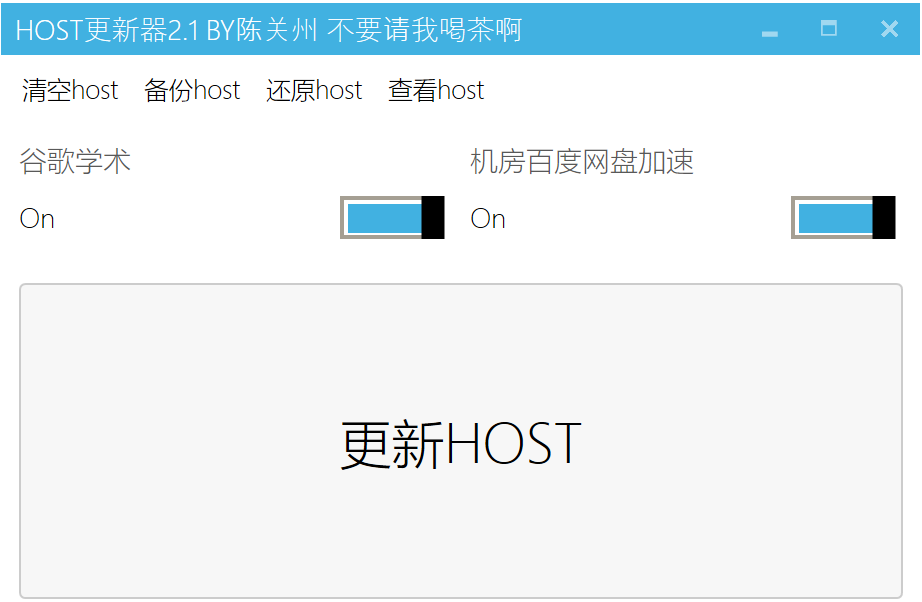 HOST更新器2.1 BY陈关州 不要请我喝茶啊
清空host 备份host 还原host 查看host
谷歌学术 机房百度网盘加速
On On
更新HOST